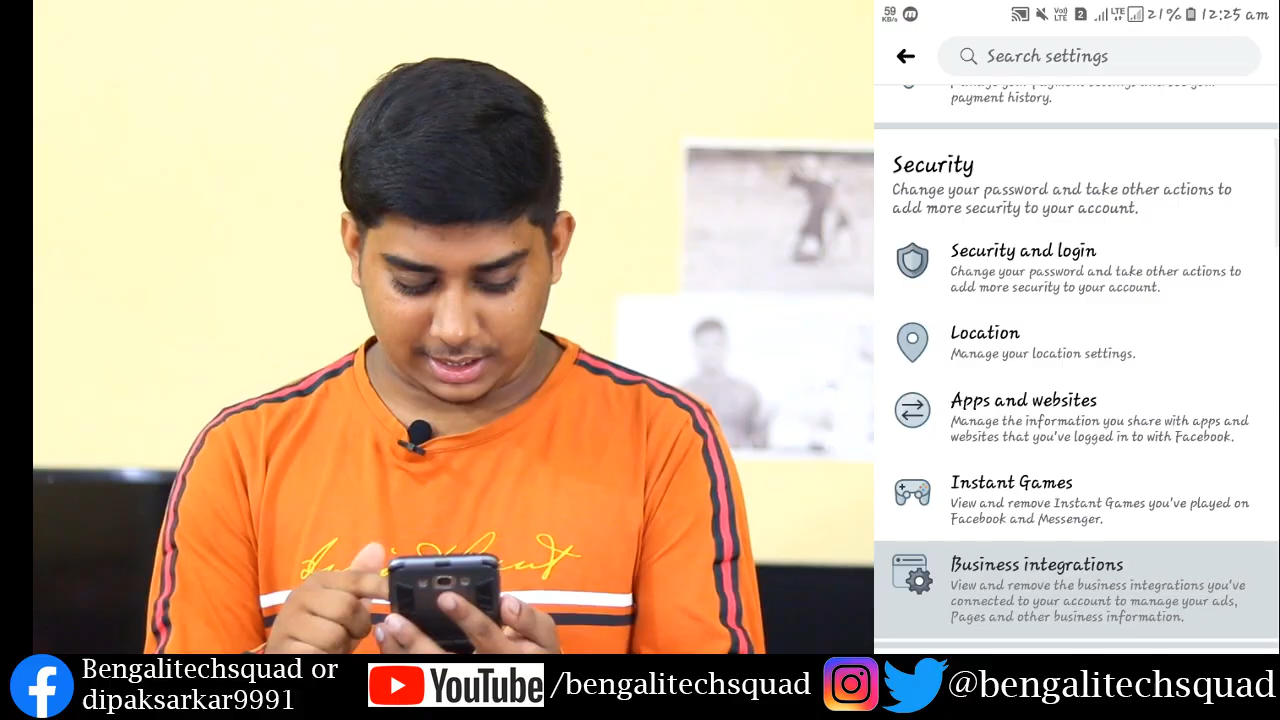 59
KB/s
Vo))
LTE
2
LTE
21%
12:25 am
Search settings
payment history.
Security
Change your password and take other actions to
add more security to your account.
Security and login
Change your password and take other actions to
add more security to your account.
Location
Manage your location settings.
Apps and websites
Manage the information you share with apps and
websites that you've logged in to with Facebook.
Instant Games
View and remove Instant Games you've played on
Facebook and Messenger.
Business integrations
View and remove the business integrations you've
connected to your account to manage your ads,
Pages and other business information.
Bengalitechsquad or
dipaksarkar9991
YouTube
/bengalitechsquad
@bengalitechsquad